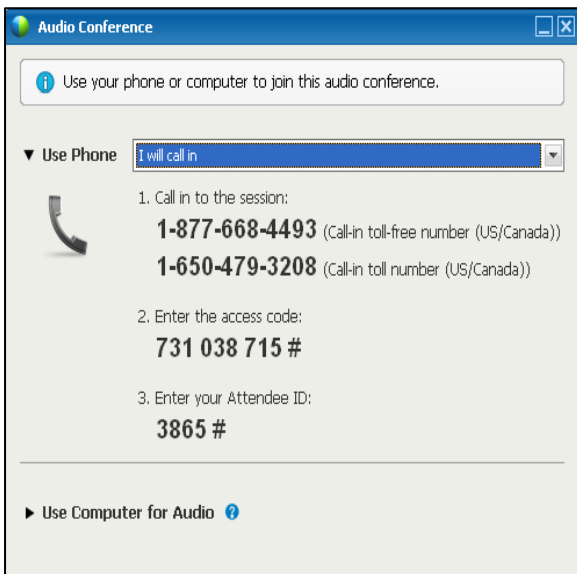 Audio Conference
Use your phone or computer to join this audio conference.
Use Phone I will call in
1. Call in to the session:
1-877-668-4493 (Call-in toll-free number (US/Canada))
1-650-479-3208 (Call-in toll number (US/Canada))
2. Enter the access code:
731 038 715 #
3. Enter your Attendee ID:
3865 #
Use Computer for Audio